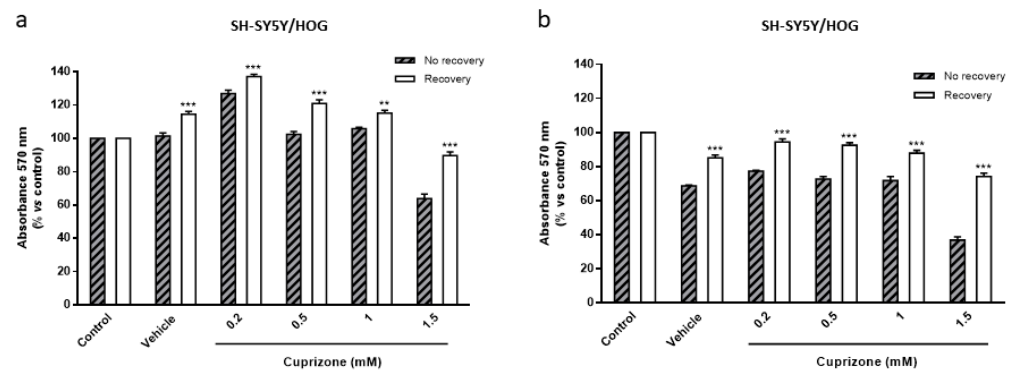 a
SH-SY5Y/HOG
No recovery
Recovery
Absorbance 570 nm
(% vs control)
140
120
100
80
60
40
20
0
***
***
***
**
***
Control
Vehicle
0.2
0.5
1
1.5
Cuprizone (mM)
b
SH-SY5Y/HOG
No recovery
Recovery
Absorbance 570 nm
(% vs control)
140
120
100
80
60
40
20
0
***
***
***
***
***
Control
Vehicle
0.2
0.5
1
1.5
Cuprizone (mM)